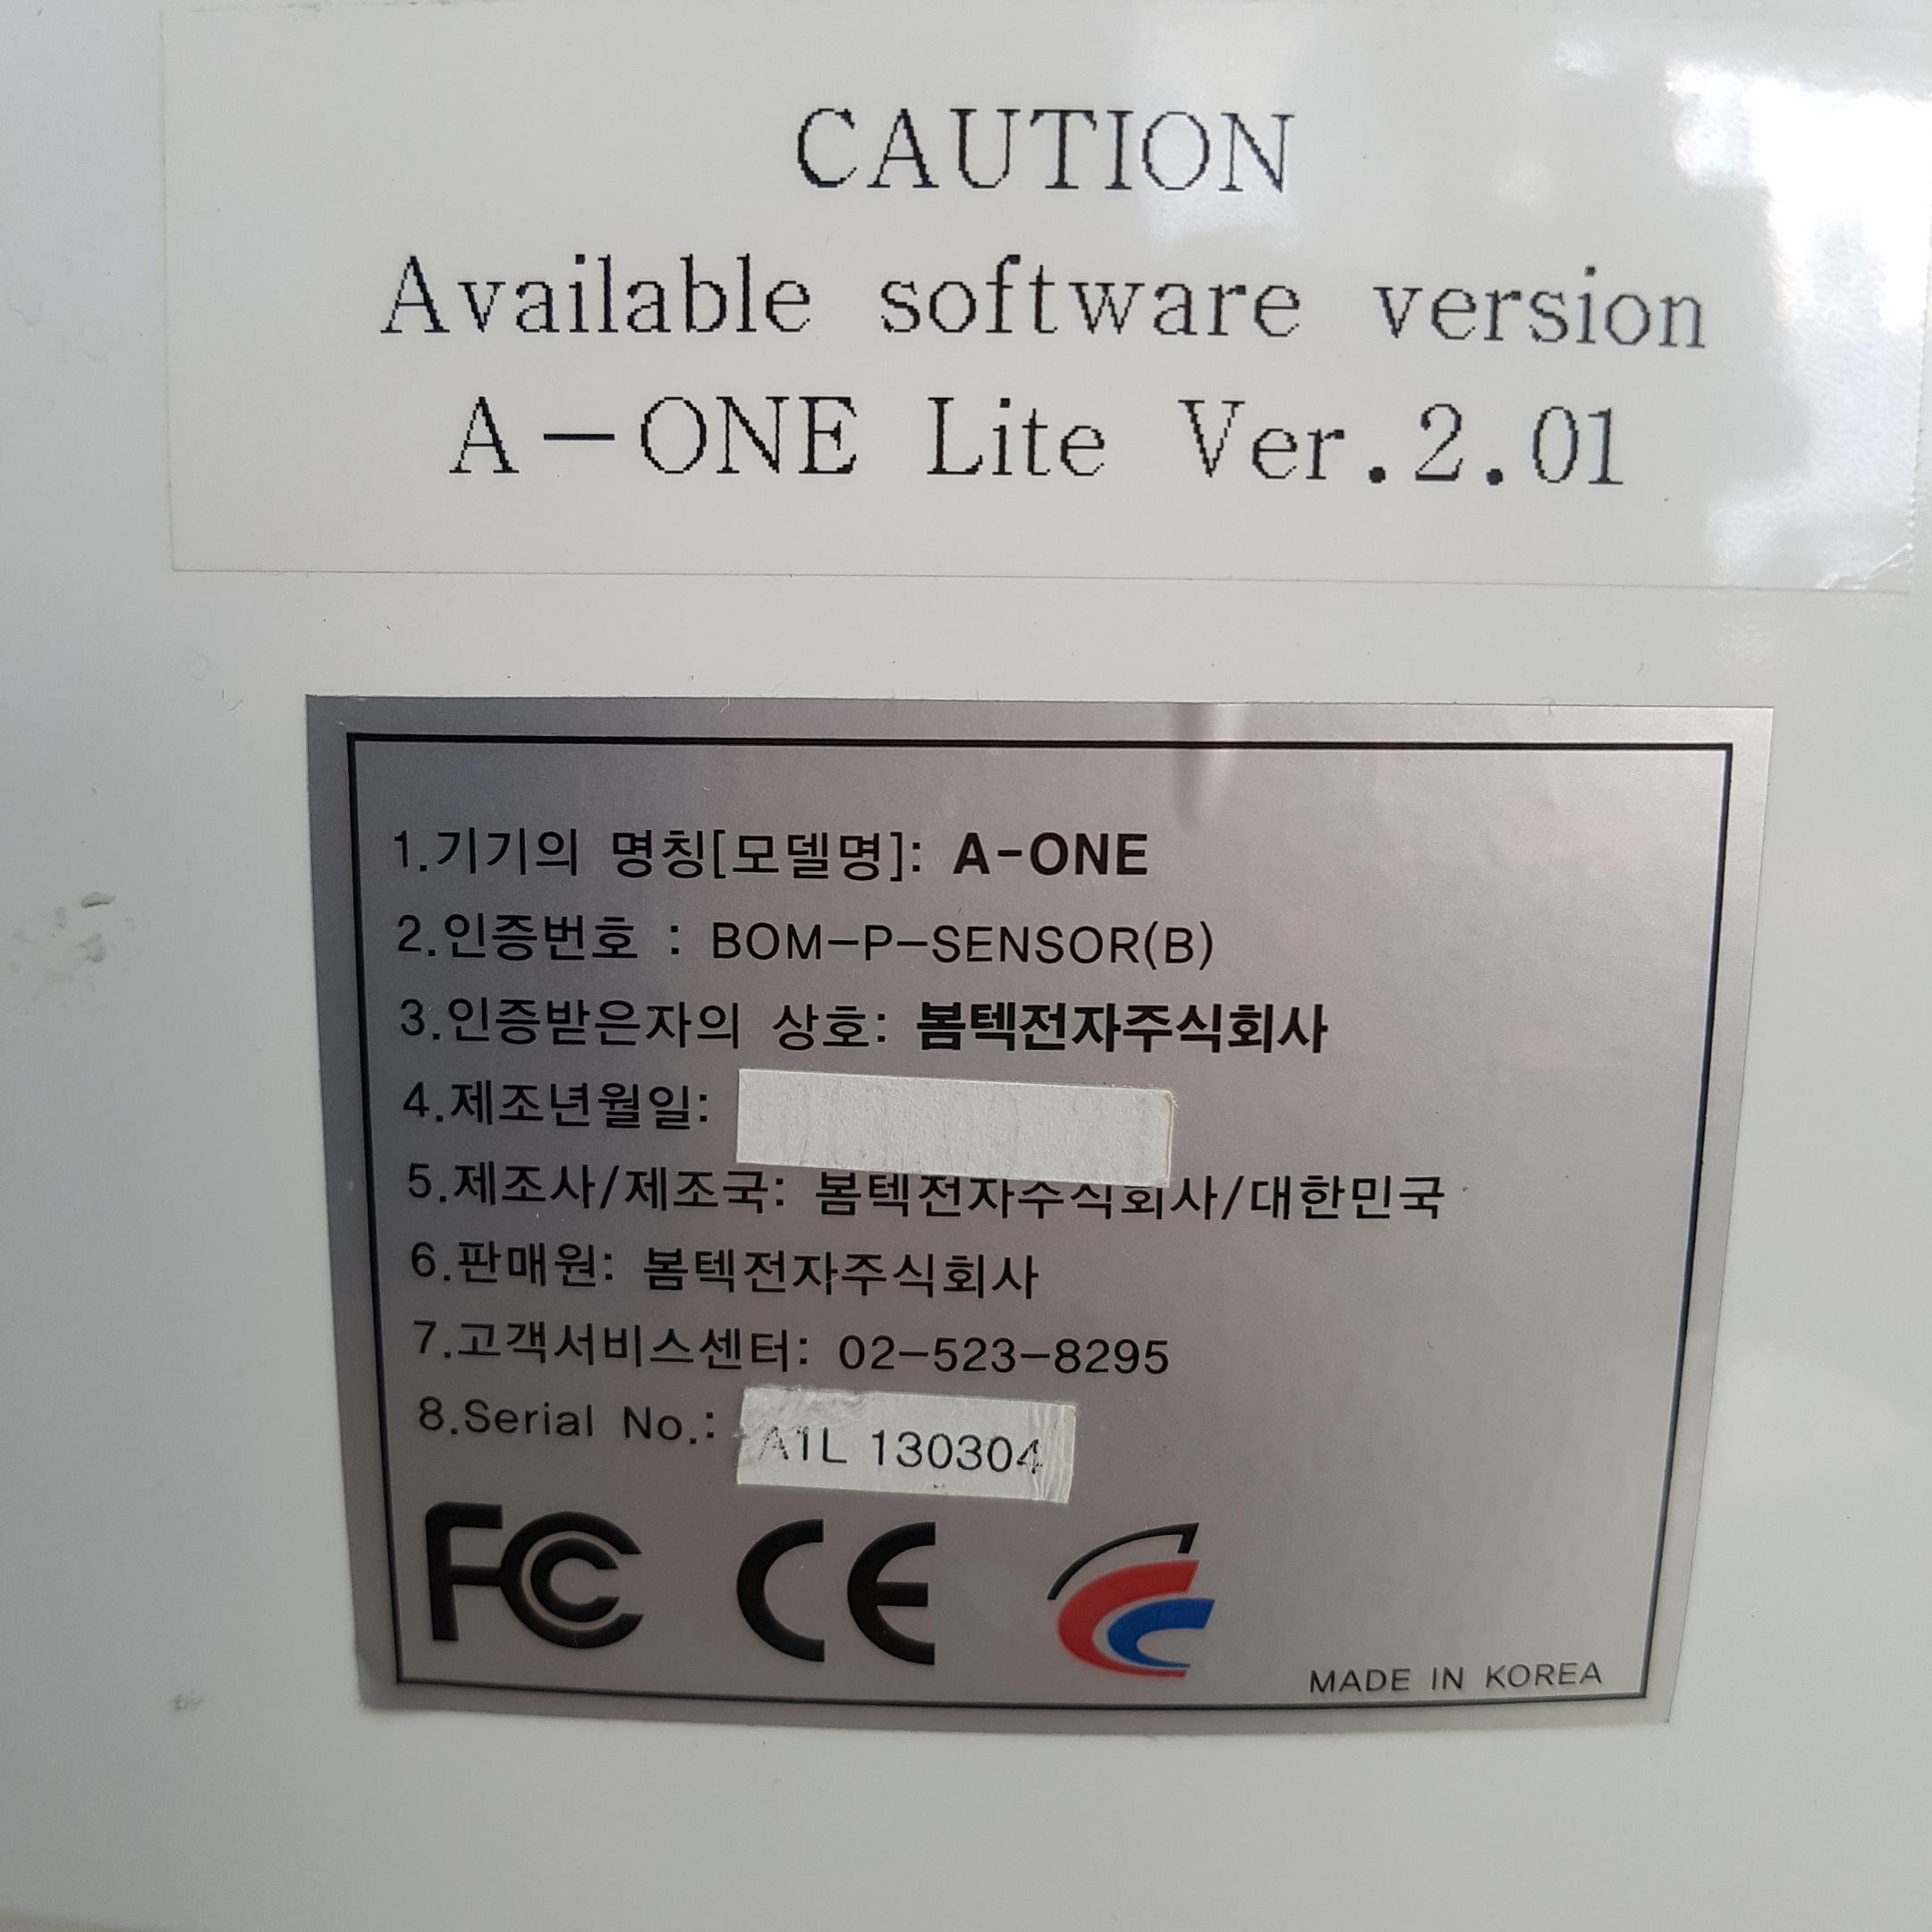 CAUTION
Available software version
A-ONE Lite Ver.2.01
1.기기의 명칭[모델명]: A-ONE
2.인증번호 : BOM-P-SENSOR(B)
3.인증받은자의 상호: 봄텍전자주식회사
4.제조년월일:
5.제조사/제조국: 봄텍전자주식회사/대한민국
6.판매원: 봄텍전자주식회사
7.고객서비스센터: 02-523-8295
8.Serial No.: A1L 130304
FC CE
MADE IN KOREA